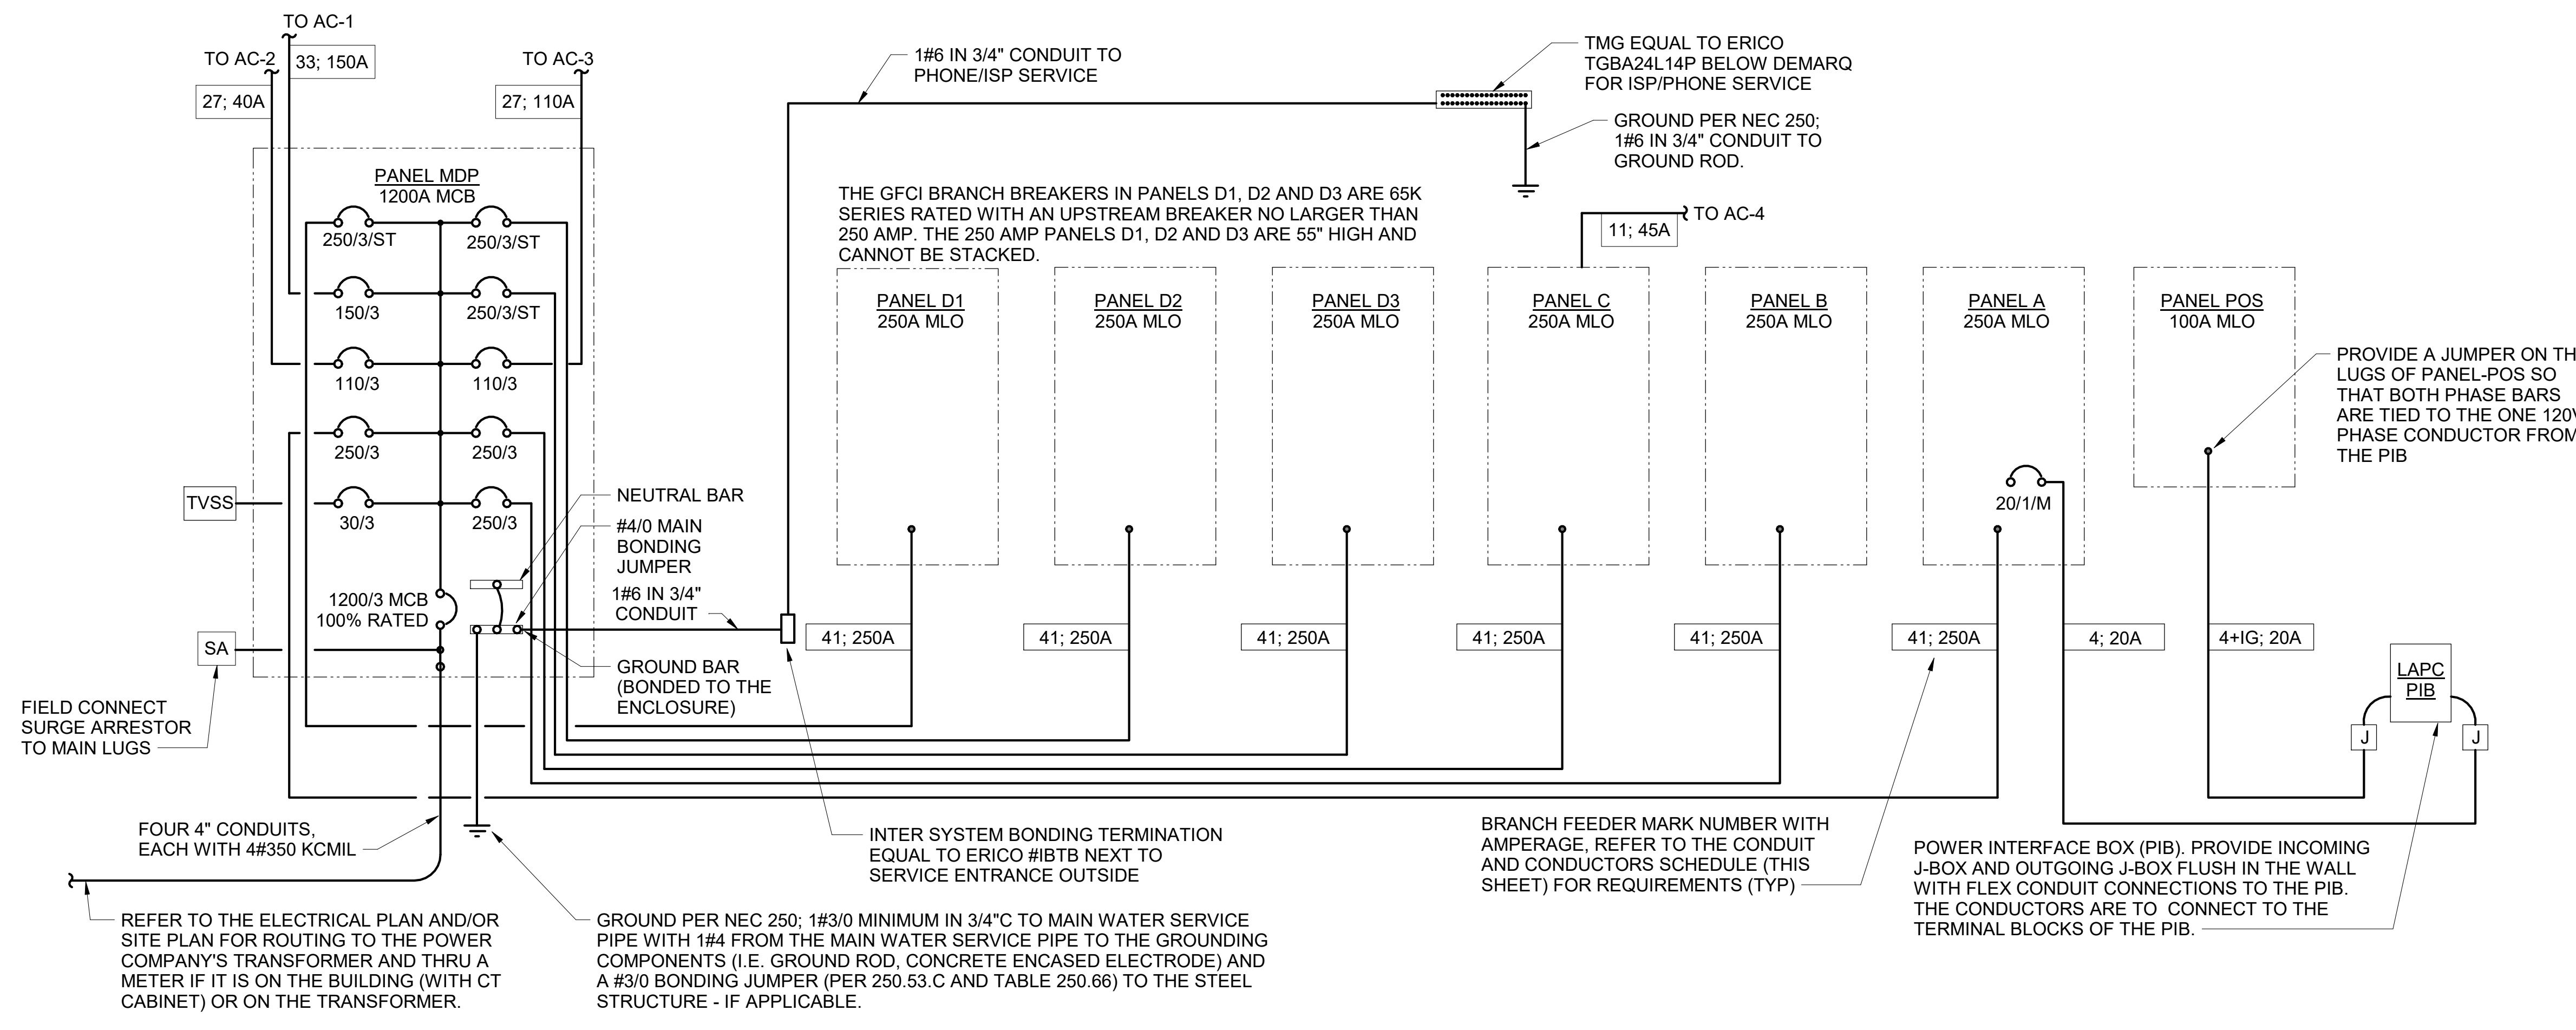 TO AC-1
33; 150A
TO AC-2
27; 40A
TO AC-3
27; 110A
PANEL MDP
1200A MCB
250/3/ST
250/3/ST
150/3
250/3/ST
110/3
110/3
250/3
250/3
TVSS
30/3
250/3
1200/3 MCB
100% RATED
SA
FIELD CONNECT
SURGE ARRESTOR
TO MAIN LUGS
NEUTRAL BAR
#4/0 MAIN
BONDING
JUMPER
1#6 IN 3/4"
CONDUIT
GROUND BAR
(BONDED TO THE
ENCLOSURE)
FOUR 4" CONDUITS,
EACH WITH 4#350 KCMIL
REFER TO THE ELECTRICAL PLAN AND/OR
SITE PLAN FOR ROUTING TO THE POWER
COMPANY'S TRANSFORMER AND THRU A
METER IF IT IS ON THE BUILDING (WITH CT
CABINET) OR ON THE TRANSFORMER.
GROUND PER NEC 250; 1#3/0 MINIMUM IN 3/4"C TO MAIN WATER SERVICE
PIPE WITH 1#4 FROM THE MAIN WATER SERVICE PIPE TO THE GROUNDING
COMPONENTS (I.E. GROUND ROD, CONCRETE ENCASED ELECTRODE) AND
A #3/0 BONDING JUMPER (PER 250.53.C AND TABLE 250.66) TO THE STEEL
STRUCTURE - IF APPLICABLE.
1#6 IN 3/4" CONDUIT TO
PHONE/ISP SERVICE
TMG EQUAL TO ERICO
TGBA24L14P BELOW DEMARQ
FOR ISP/PHONE SERVICE
GROUND PER NEC 250;
1#6 IN 3/4" CONDUIT TO
GROUND ROD.
THE GFCI BRANCH BREAKERS IN PANELS D1, D2 AND D3 ARE 65K
SERIES RATED WITH AN UPSTREAM BREAKER NO LARGER THAN
250 AMP. THE 250 AMP PANELS D1, D2 AND D3 ARE 55" HIGH AND
CANNOT BE STACKED.
TO AC-4
11; 45A
PANEL D1
250A MLO
PANEL D2
250A MLO
PANEL D3
250A MLO
PANEL C
250A MLO
PANEL B
250A MLO
PANEL A
250A MLO
PANEL POS
100A MLO
20/1/M
PROVIDE A JUMPER ON TH
LUGS OF PANEL-POS SO
THAT BOTH PHASE BARS
ARE TIED TO THE ONE 120V
PHASE CONDUCTOR FROM
THE PIB
41; 250A
41; 250A
41; 250A
41; 250A
41; 250A
41; 250A
4; 20A
4+IG; 20A
LAPC
PIB
J
J
INTER SYSTEM BONDING TERMINATION
EQUAL TO ERICO #IBTB NEXT TO
SERVICE ENTRANCE OUTSIDE
BRANCH FEEDER MARK NUMBER WITH
AMPERAGE, REFER TO THE CONDUIT
AND CONDUCTORS SCHEDULE (THIS
SHEET) FOR REQUIREMENTS (TYP)
POWER INTERFACE BOX (PIB). PROVIDE INCOMING
J-BOX AND OUTGOING J-BOX FLUSH IN THE WALL
WITH FLEX CONDUIT CONNECTIONS TO THE PIB.
THE CONDUCTORS ARE TO CONNECT TO THE
TERMINAL BLOCKS OF THE PIB.